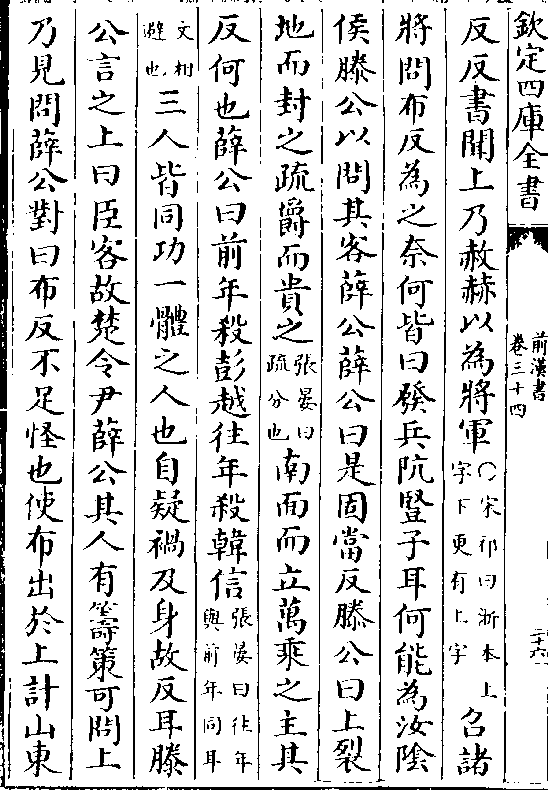 欽定四庫全書
前漢書
卷三十四
二十六
反反書聞上乃赦赫以為將軍〇宋祁曰浙本上字下更有上字召諸
將問布反為之奈何皆曰發兵阬豎子耳何能為汝陰
侯滕公以問其客薛公薛公曰是固當反滕公曰上裂
地而封之疏爵而貴之張晏曰疏分也南面而立萬乘之主其
反何也薛公曰前年殺彭越往年殺韓信張晏曰往年與前年同耳
文相避也三人皆同功一體之人也自疑禍及身故反耳滕
公言之上曰臣客故楚令尹薛公其人有籌策可問上
乃見問薛公對曰布反不足怪也使布出於上計山東